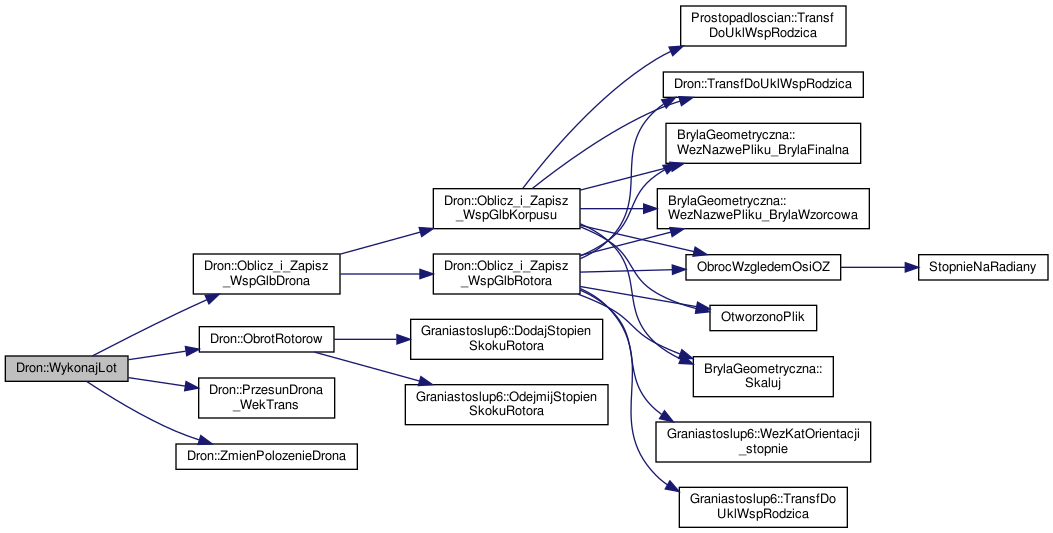 Prostopadloscian::Transf
DoUklWspRodzica
Dron::TransfDoUklWspRodzica
BrylaGeometryczna::
WezNazwePliku_BrylaFinalna
Dron::Oblicz_i_Zapisz
_WspGlbKorpusu
BrylaGeometryczna::
WezNazwePliku_BrylaWzorcowa
Dron::Oblicz_i_Zapisz
_WspGlbDrona
Dron::Oblicz_i_Zapisz
_WspGlbRotora
ObrocWzgledemOsiOZ
StopnieNaRadiany
OtworzonoPlik
Dron::ObrotRotorow
Graniastoslup6::DodajStopien
SkokuRotora
Dron::WykonajLot
BrylaGeometryczna::
Skaluj
Dron::PrzesunDrona
_WekTrans
Graniastoslup6::OdejmijStopien
SkokuRotora
Dron::ZmienPolozenieDrona
Graniastoslup6::WezKatOrientacji
_stopnie
Graniastoslup6::TransfDo
UklWspRodzica